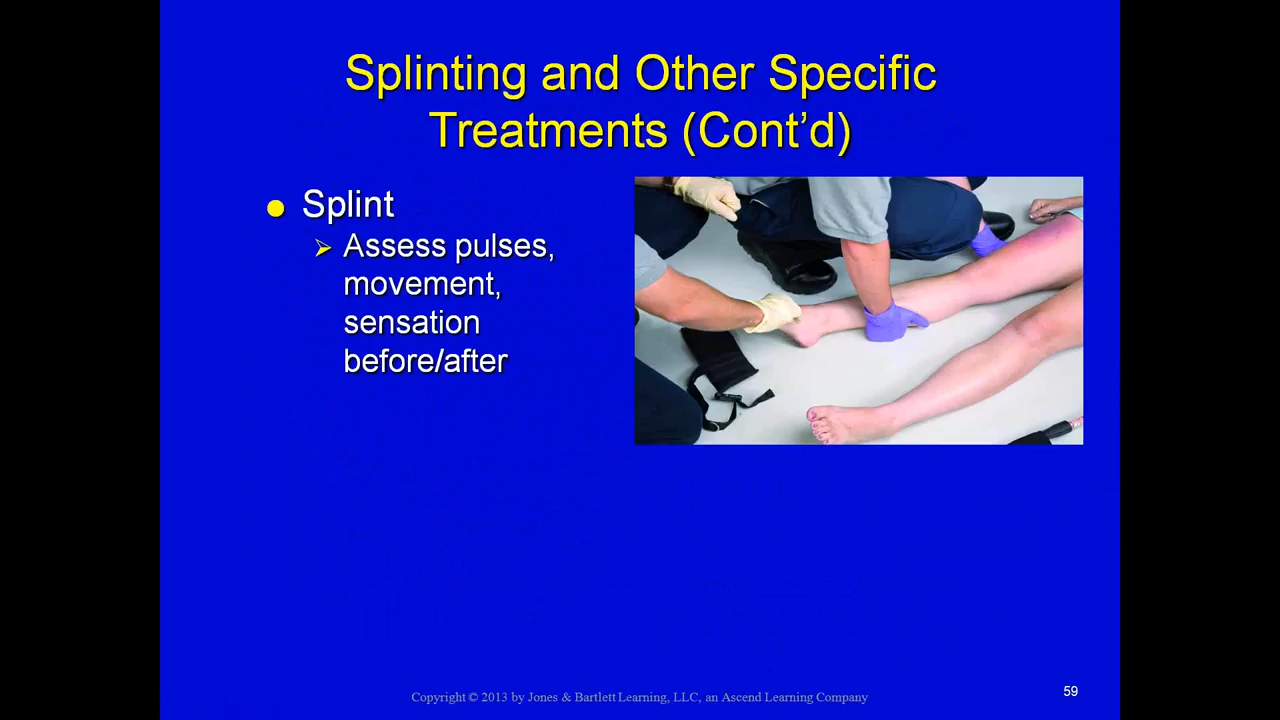 Splinting and Other Specific
Treatments (Cont’d)
Splint
Assess pulses,
movement,
sensation
before/after
Copyright © 2013 by Jones & Bartlett Learning, LLC, an Ascend Learning Company
59